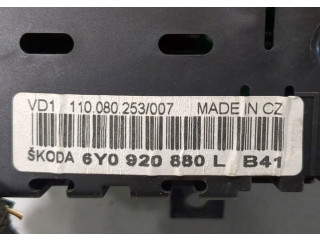 VD1 110.080.253/007 MADE IN CZ
ŠKODA 6Y0 920 880 L B41